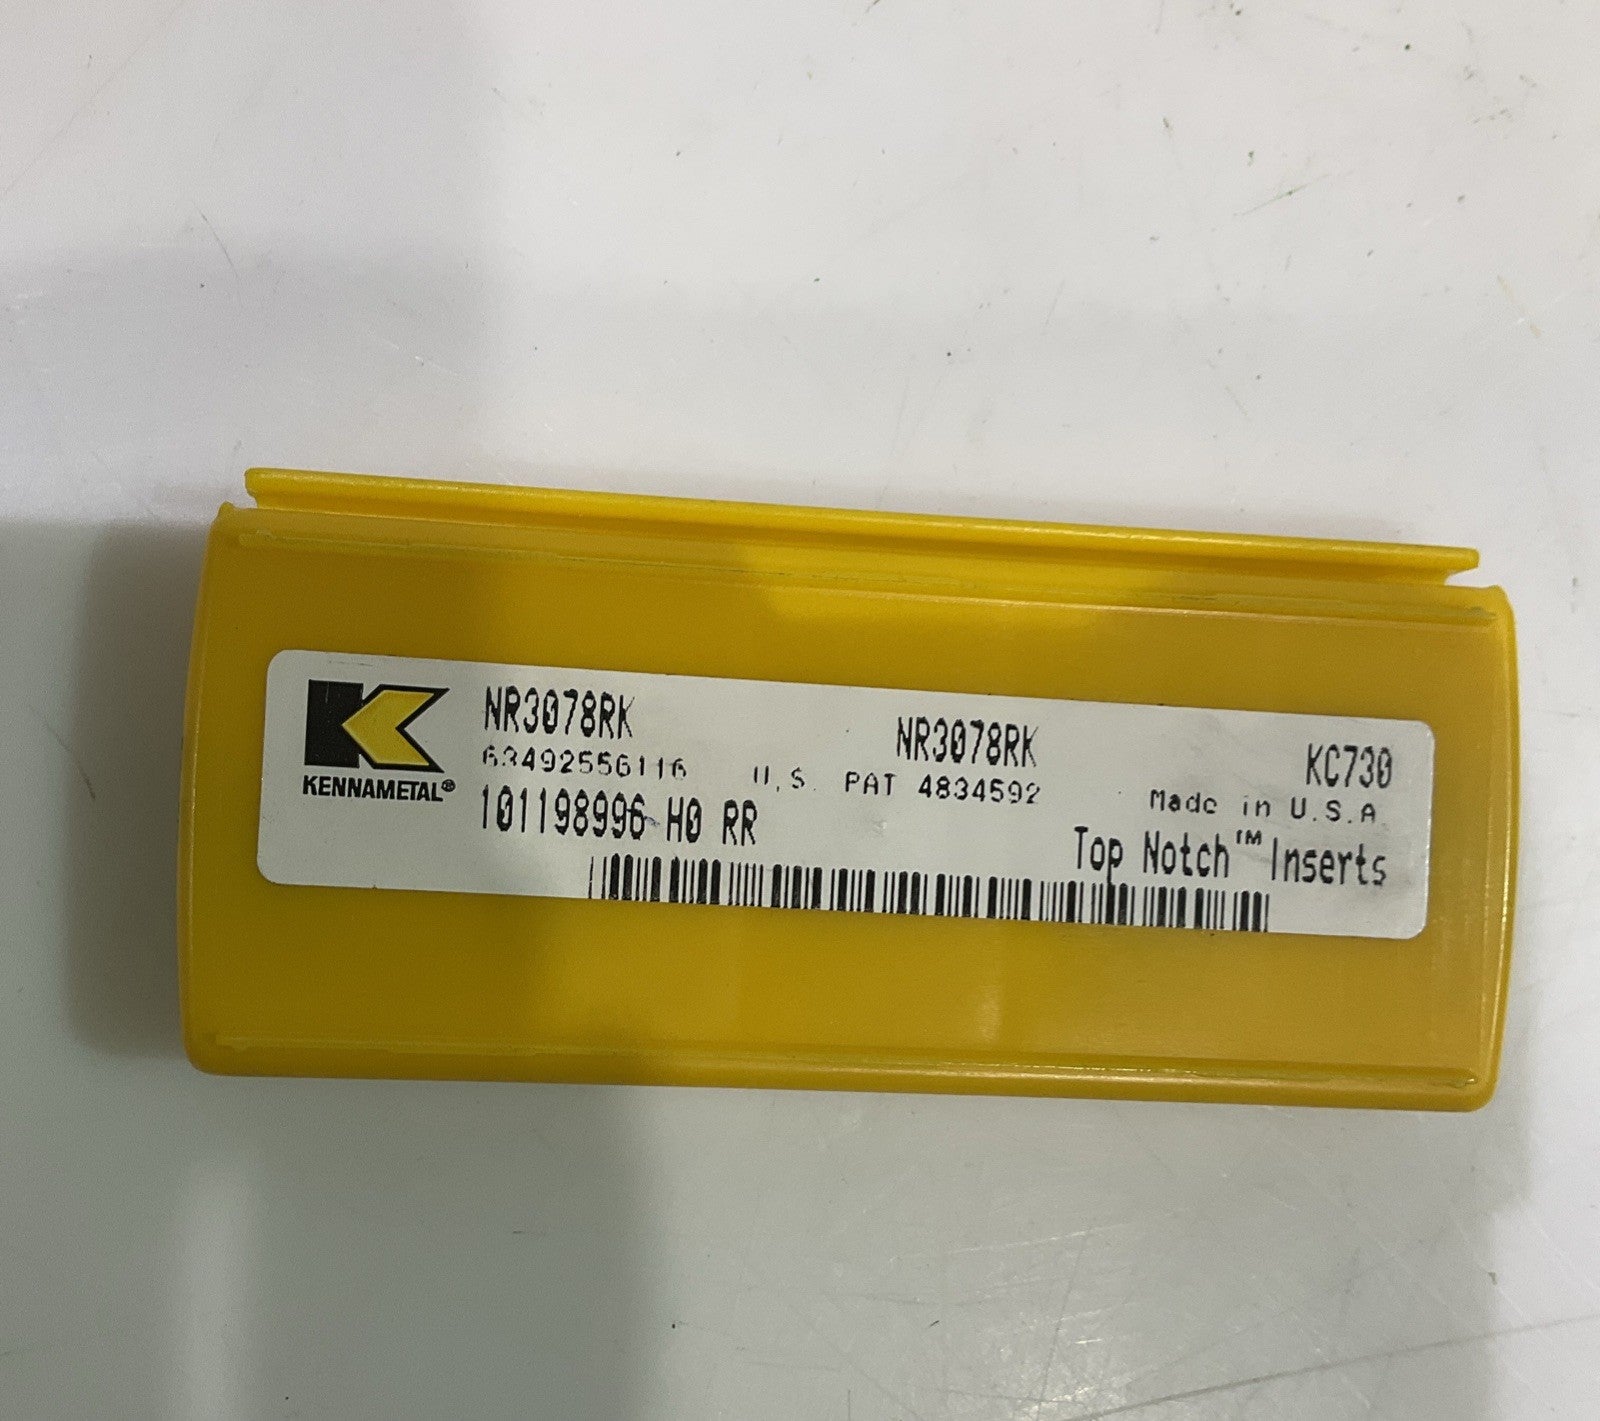 KENNAMETAL®
NR3078RK NR3078RK KC730
63492556116 U.S. PAT 4834592 Made in U.S.A.
101198996 H0 RR Top Notch™ Inserts